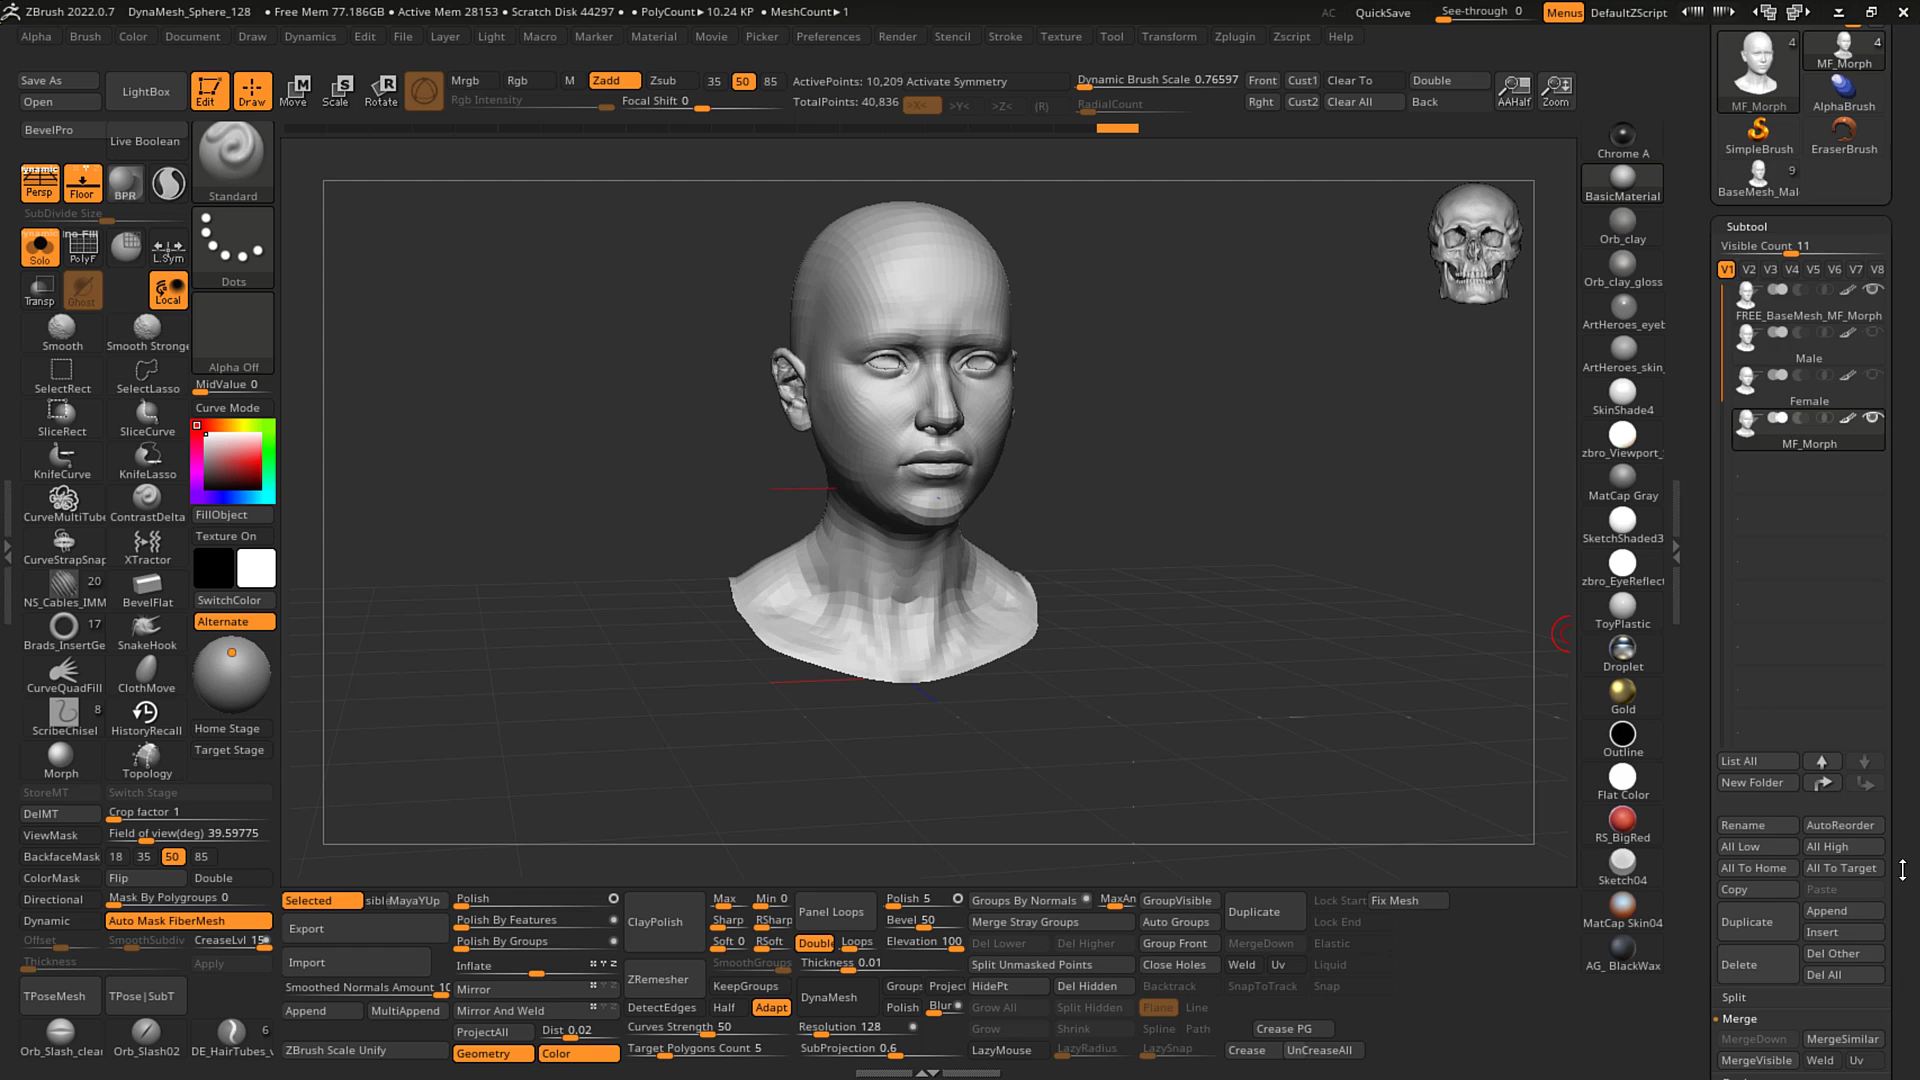 ZBrush 2022.0.7 DynaMesh_Sphere_128 • Free Mem 77.186GB • Active Mem 28153 • Scratch Disk 44297 • PolyCount▸ 10.24 KP • MeshCount▸ 1 AC QuickSave See-through 0 Menus DefaultZScript
Alpha Brush Color Document Draw Dynamics Edit File Layer Light Macro Marker Material Movie Picker Preferences Render Stencil Stroke Texture Tool Transform Zplugin Zscript Help
Save As
Open
LightBox
Edit
Draw
Move
Scale
Rotate
Mrgb Rgb M Zadd Zsub 35 50 85
Rgb Intensity Focal Shift 0
ActivePoints: 10,209 Activate Symmetry
TotalPoints: 40,836 >X< >Y< >Z< (R)
Dynamic Brush Scale 0.76597
RadialCount
Front Cust1 Clear To Double
Rght Cust2 Clear All Back
AAHalf
Zoom
BevelPro
Live Boolean
Persp
Floor
BPR
Standard
SubDivide Size
Solo
PolyF
L.Sym
Dots
Transp
Ghost
Local
Smooth
Smooth Stronge
Alpha Off
SelectRect
SelectLasso
MidValue 0
Curve Mode
SliceRect
SliceCurve
KnifeCurve
KnifeLasso
CurveMultiTube
ContrastDelta
FillObject
Texture On
CurveStrapSnap
XTractor
20
NS_Cables_IMM
BevelFlat
SwitchColor
Alternate
17
Brads_InsertGe
SnakeHook
CurveQuadFill
ClothMove
8
ScribeChisel
HistoryRecall
Home Stage
Target Stage
Morph
Topology
StoreMT
Switch Stage
DelMT
Crop factor 1
ViewMask
Field of view(deg) 39.59775
BackfaceMask 18 35 50 85
ColorMask Flip Double
Directional
Mask By Polygroups 0
Dynamic
Auto Mask FiberMesh
Offset SmoothSubdiv CreaseLvl 15
Thickness Apply
TPoseMesh
TPose|SubT
6
Orb_Slash_clean
Orb_Slash02
DE_HairTubes_v
Selected MayaYUp
Export
Import
Smoothed Normals Amount 10
Append MultiAppend
ZBrush Scale Unify
Polish
Polish By Features
Polish By Groups
Inflate
Mirror
Mirror And Weld
ProjectAll Dist 0.02
Geometry Color
ClayPolish
Max Min 0
Sharp RSharp
Soft 0 RSoft
SmoothGroups
ZRemesher
KeepGroups
DetectEdges Half Adapt
Curves Strength 50
Target Polygons Count 5
Panel Loops
Polish 5
Bevel 50
Double Loops Elevation 100
Thickness 0.01
DynaMesh
Groups Project
Polish Blur
Resolution 128
SubProjection 0.6
Groups By Normals MaxAn
Merge Stray Groups
Del Lower Del Higher
Split Unmasked Points
HidePt Del Hidden
Grow All Split Hidden
Grow Shrink
LazyMouse LazyRadius LazySnap
GroupVisible
Auto Groups
Group Front
Close Holes
Backtrack
Plane Line
Spline Path
Duplicate
MergeDown
Weld Uv
SnapToTrack
Crease PG
Crease UnCreaseAll
Lock Start Fix Mesh
Lock End
Elastic
Liquid
Snap
Chrome A
BasicMaterial
Orb_clay
Orb_clay_gloss
ArtHeroes_eyeb
ArtHeroes_skin_
SkinShade4
zbro_Viewport_
MatCap Gray
SketchShaded3
zbro_EyeReflect
ToyPlastic
Droplet
Gold
Outline
Flat Color
RS_BigRed
Sketch04
MatCap Skin04
AG_BlackWax
4
MF_Morph
4
MF_Morph
AlphaBrush
SimpleBrush
EraserBrush
9
BaseMesh_Mal
Subtool
Visible Count 11
V1 V2 V3 V4 V5 V6 V7 V8
FREE_BaseMesh_MF_Morph
Male
Female
MF_Morph
List All
New Folder
Rename AutoReorder
All Low All High
All To Home All To Target
Copy Paste
Duplicate
Append
Insert
Delete
Del Other
Del All
Split
Merge
MergeDown MergeSimilar
MergeVisible Weld Uv